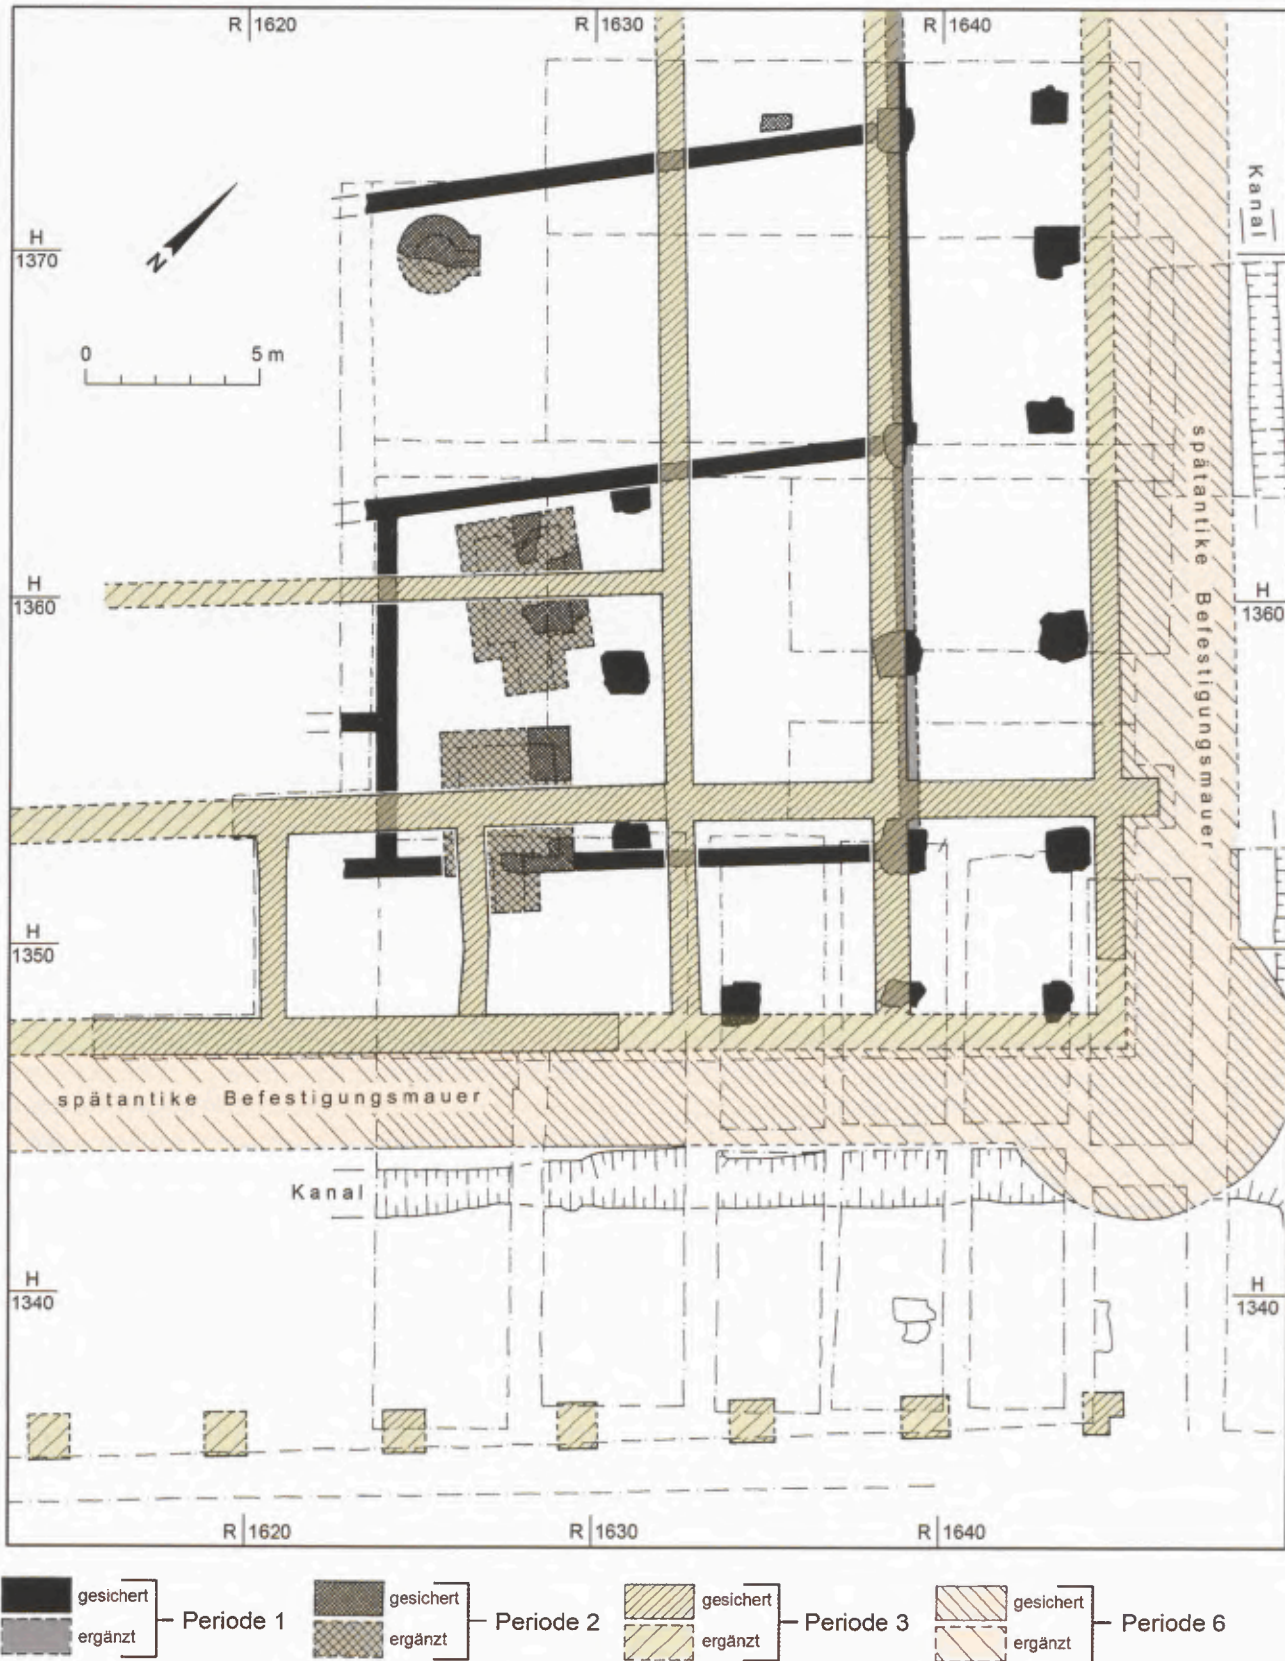 R 1620 R 1630 R 1640
Kanal
H
1370
N
0 5 m
spätantike Befestigungsmauer
H
1360
H
1360
H
1350
spätantike Befestigungsmauer
Kanal
H
1340
H
1340
R 1620 R 1630 R 1640
gesichert
ergänzt
Periode 1
gesichert
ergänzt
Periode 2
gesichert
ergänzt
Periode 3
gesichert
ergänzt
Periode 6